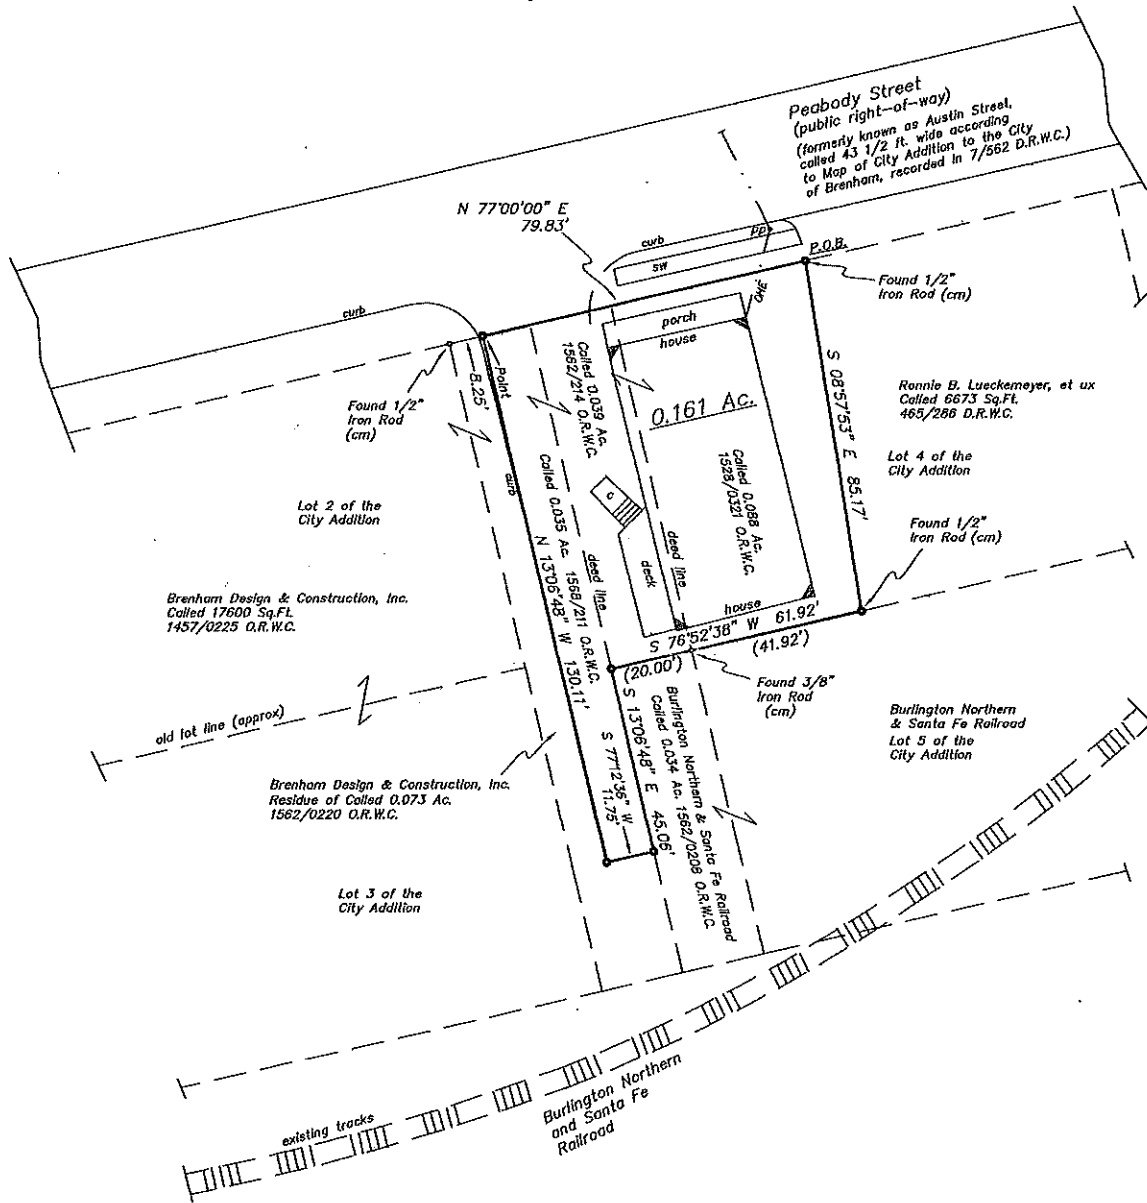 Peabody Street
(public right-of-way)
(formerly known as Austin Street,
called 43 1/2 ft. wide according
to Map of City Addition to the City
of Brenham, recorded in 7/562 D.R.W.C.)
N 77°00'00" E
79.83'
curb
pp
sw
P.O.B.
Found 1/2"
Iron Rod (cm)
OHE
porch
house
curb
Point
8.25'
Found 1/2"
Iron Rod
(cm)
Called 0.039 Ac.
1562/214 O.R.W.C.
0.161 Ac.
S 08°57'53" E 85.17'
Ronnie B. Lueckemeyer, et ux
Called 6673 Sq.Ft.
465/286 D.R.W.C.
Lot 4 of the
City Addition
Called 0.088 Ac.
1528/0321 O.R.W.C.
curb
Called 0.035 Ac. 1568/211 O.R.W.C.
Lot 2 of the
City Addition
c
Found 1/2"
Iron Rod (cm)
N 13°06'48" W 130.11'
deed line
deck
deed line
Brenham Design & Construction, Inc.
Called 17600 Sq.Ft.
1457/0225 O.R.W.C.
house
S 76°52'38" W 61.92'
(20.00')
(41.92')
Found 3/8"
Iron Rod
(cm)
old lot line (approx)
Burlington Northern
& Santa Fe Railroad
Lot 5 of the
City Addition
S 13°06'48" E 45.06'
Burlington Northern & Santa Fe Railroad
Called 0.034 Ac. 1562/0208 O.R.W.C.
S 77°12'36" W
11.75'
Brenham Design & Construction, Inc.
Residue of Called 0.073 Ac.
1562/0220 O.R.W.C.
Lot 3 of the
City Addition
existing tracks
Burlington Northern
and Santa Fe
Railroad